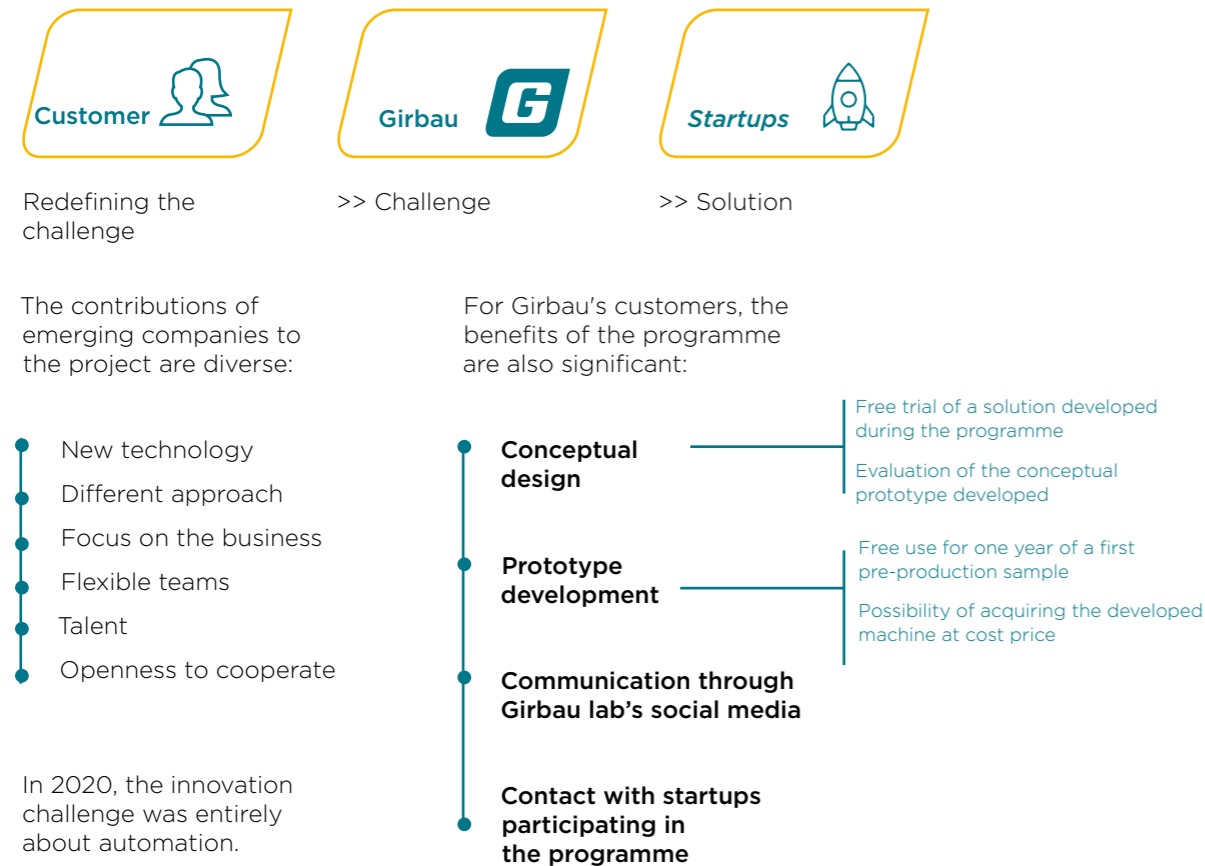 Customer
Girbau
G
Startups
Redefining the
challenge
>> Challenge
>> Solution
The contributions of
emerging companies to
the project are diverse:
New technology
Different approach
Focus on the business
Flexible teams
Talent
Openness to cooperate
In 2020, the innovation
challenge was entirely
about automation.
For Girbau's customers, the
benefits of the programme
are also significant:
Conceptual
design
Free trial of a solution developed
during the programme
Evaluation of the conceptual
prototype developed
Prototype
development
Free use for one year of a first
pre-production sample
Possibility of acquiring the developed
machine at cost price
Communication through
Girbau lab’s social media
Contact with startups
participating in
the programme